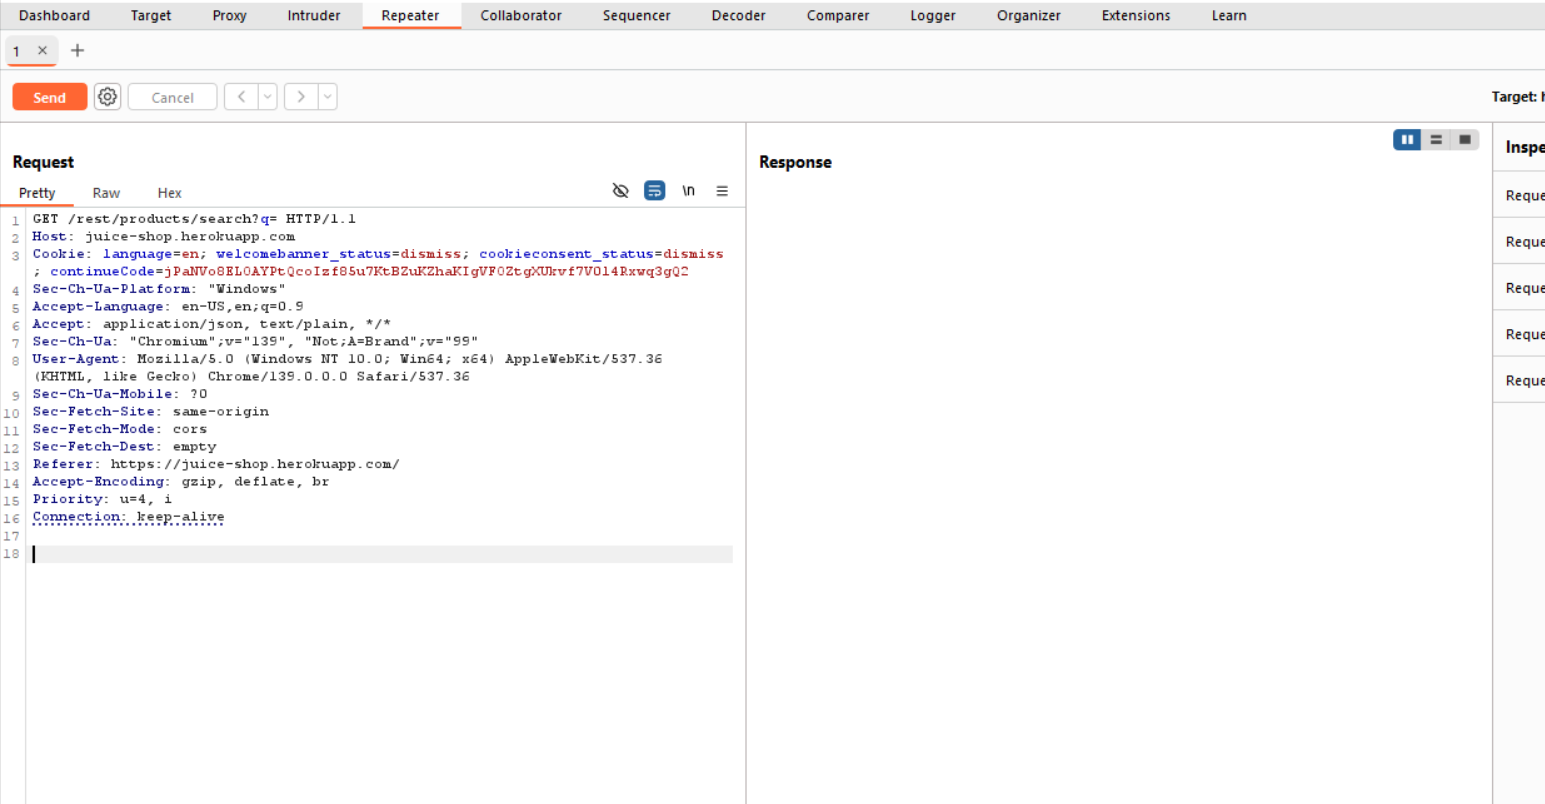 Dashboard Target Proxy Intruder Repeater Collaborator Sequencer Decoder Comparer Logger Organizer Extensions Learn
1 × +
Send Cancel < >
Target: h
Request
Pretty Raw Hex \n
1 GET /rest/products/search?q= HTTP/1.1
2 Host: juice-shop.herokuapp.com
3 Cookie: language=en; welcomebanner_status=dismiss; cookieconsent_status=dismiss
; continueCode=jPaNVo8EL0AYPtQcoIzf85u7KtBZuKZhaKIgVF0ZtgXUkvf7V014Rxwq3gQ2
4 Sec-Ch-Ua-Platform: "Windows"
5 Accept-Language: en-US,en;q=0.9
6 Accept: application/json, text/plain, */*
7 Sec-Ch-Ua: "Chromium";v="139", "Not;A=Brand";v="99"
8 User-Agent: Mozilla/5.0 (Windows NT 10.0; Win64; x64) AppleWebKit/537.36
(KHTML, like Gecko) Chrome/139.0.0.0 Safari/537.36
9 Sec-Ch-Ua-Mobile: ?0
10 Sec-Fetch-Site: same-origin
11 Sec-Fetch-Mode: cors
12 Sec-Fetch-Dest: empty
13 Referer: https://juice-shop.herokuapp.com/
14 Accept-Encoding: gzip, deflate, br
15 Priority: u=4, i
16 Connection: keep-alive
17
18
Response
Inspe
Reque
Reque
Reque
Reque
Reque